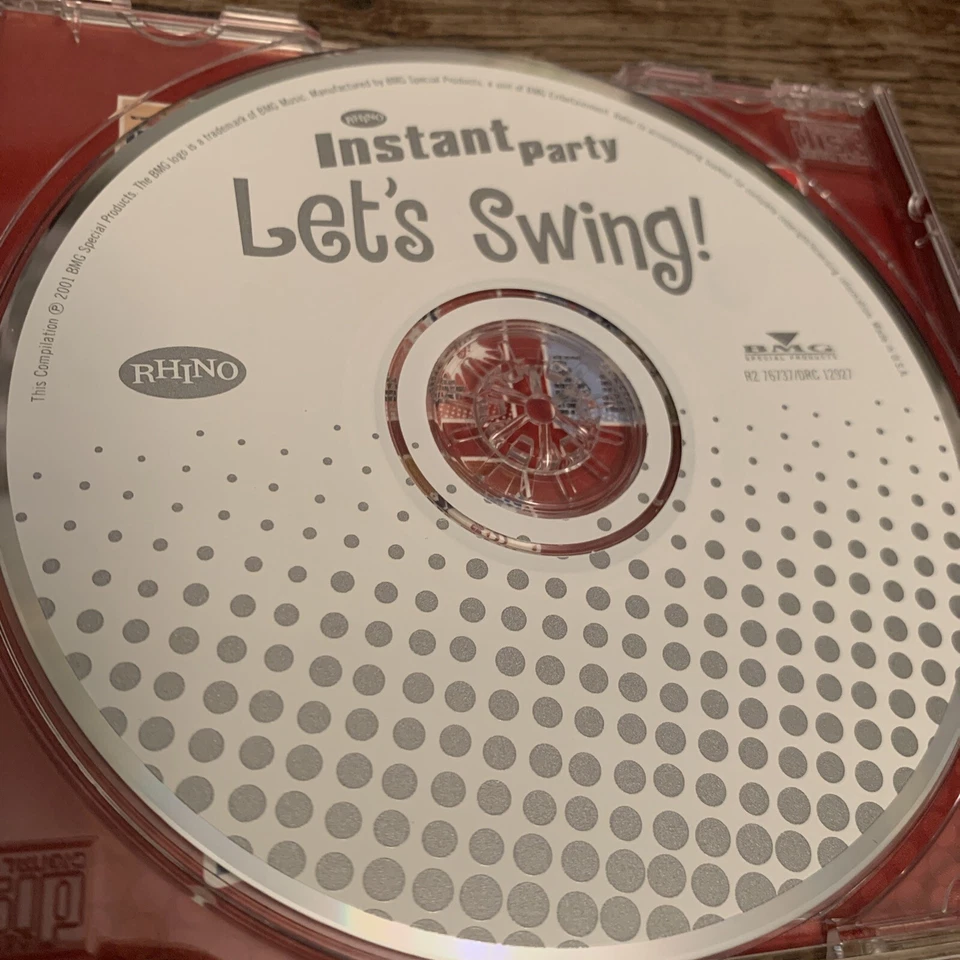 This Compilation ℗ 2001 BMG Special Products. The BMG logo is a trademark of BMG Music. Manufactured by BMG Special Products, a unit of BMG Entertainment.
RHINO
Instant Party
Let's Swing!
RHINO
BMG
SPECIAL PRODUCTS
R2 76737/DRC 12927